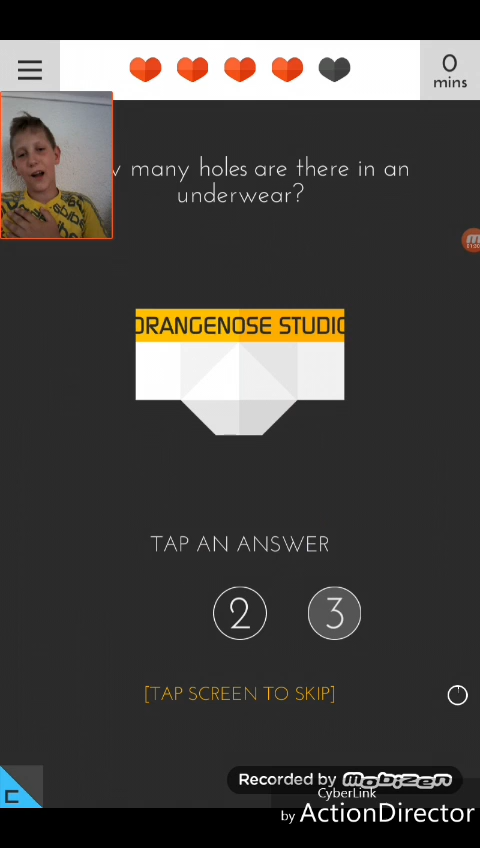 0
mins
many holes are there in an
underwear?
ORANGENOSE STUDIO
TAP AN ANSWER
2 3
[TAP SCREEN TO SKIP]
Recorded by mobizen
CyberLink
by ActionDirector